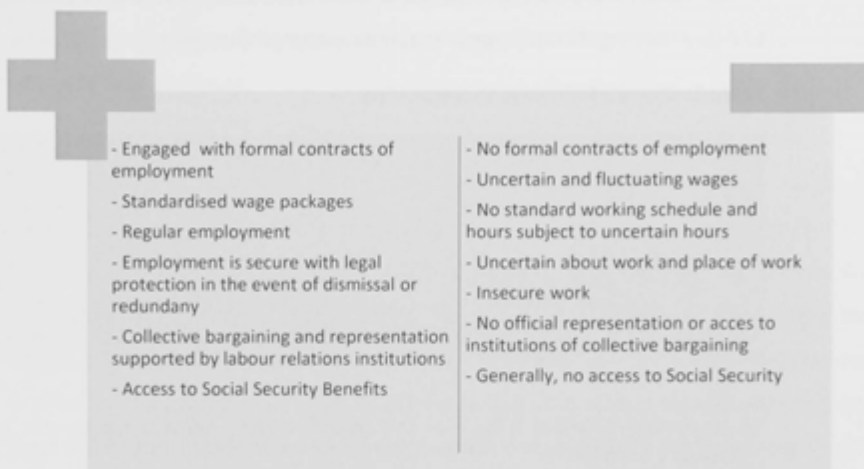 - Engaged with formal contracts of
employment
- Standardised wage packages
- Regular employment
- Employment is secure with legal
protection in the event of dismissal or
redundany
- Collective bargaining and representation
supported by labour relations institutions
- Access to Social Security Benefits
- No formal contracts of employment
- Uncertain and fluctuating wages
- No standard working schedule and
hours subject to uncertain hours
- Uncertain about work and place of work
- Insecure work
- No official representation or acces to
institutions of collective bargaining
- Generally, no access to Social Security